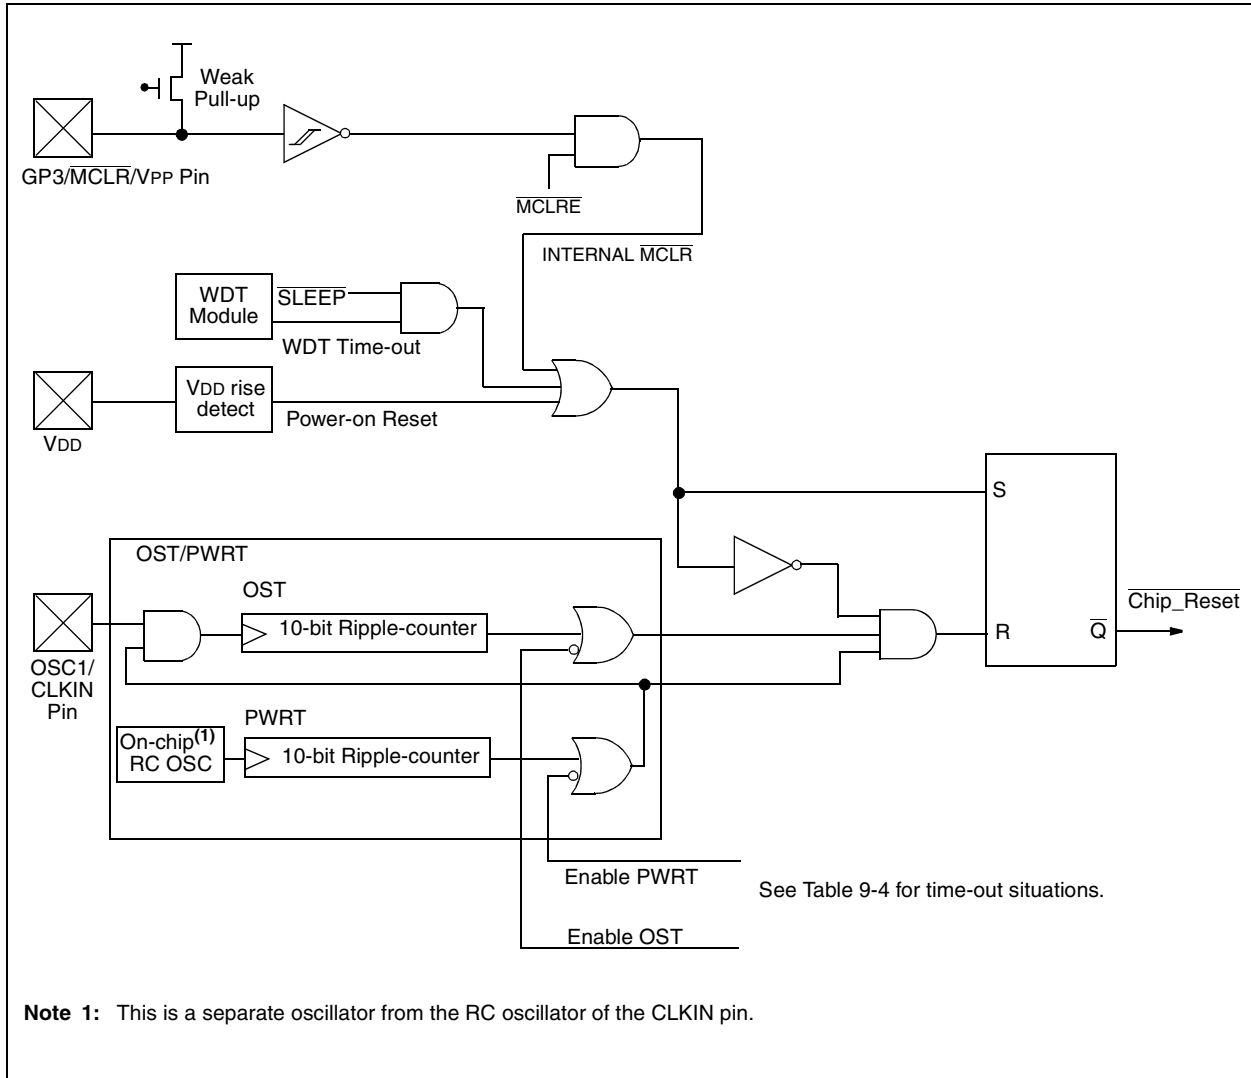 Weak
Pull-up
GP3/MCLR/VPP Pin
MCLRE
INTERNAL MCLR
WDT
Module
SLEEP
WDT Time-out
VDD rise
detect
Power-on Reset
VDD
S
OST/PWRT
OST
10-bit Ripple-counter
Chip_Reset
R
Q
OSC1/
CLKIN
Pin
PWRT
On-chip(1)
RC OSC
10-bit Ripple-counter
Enable PWRT
See Table 9-4 for time-out situations.
Enable OST
Note 1: This is a separate oscillator from the RC oscillator of the CLKIN pin.